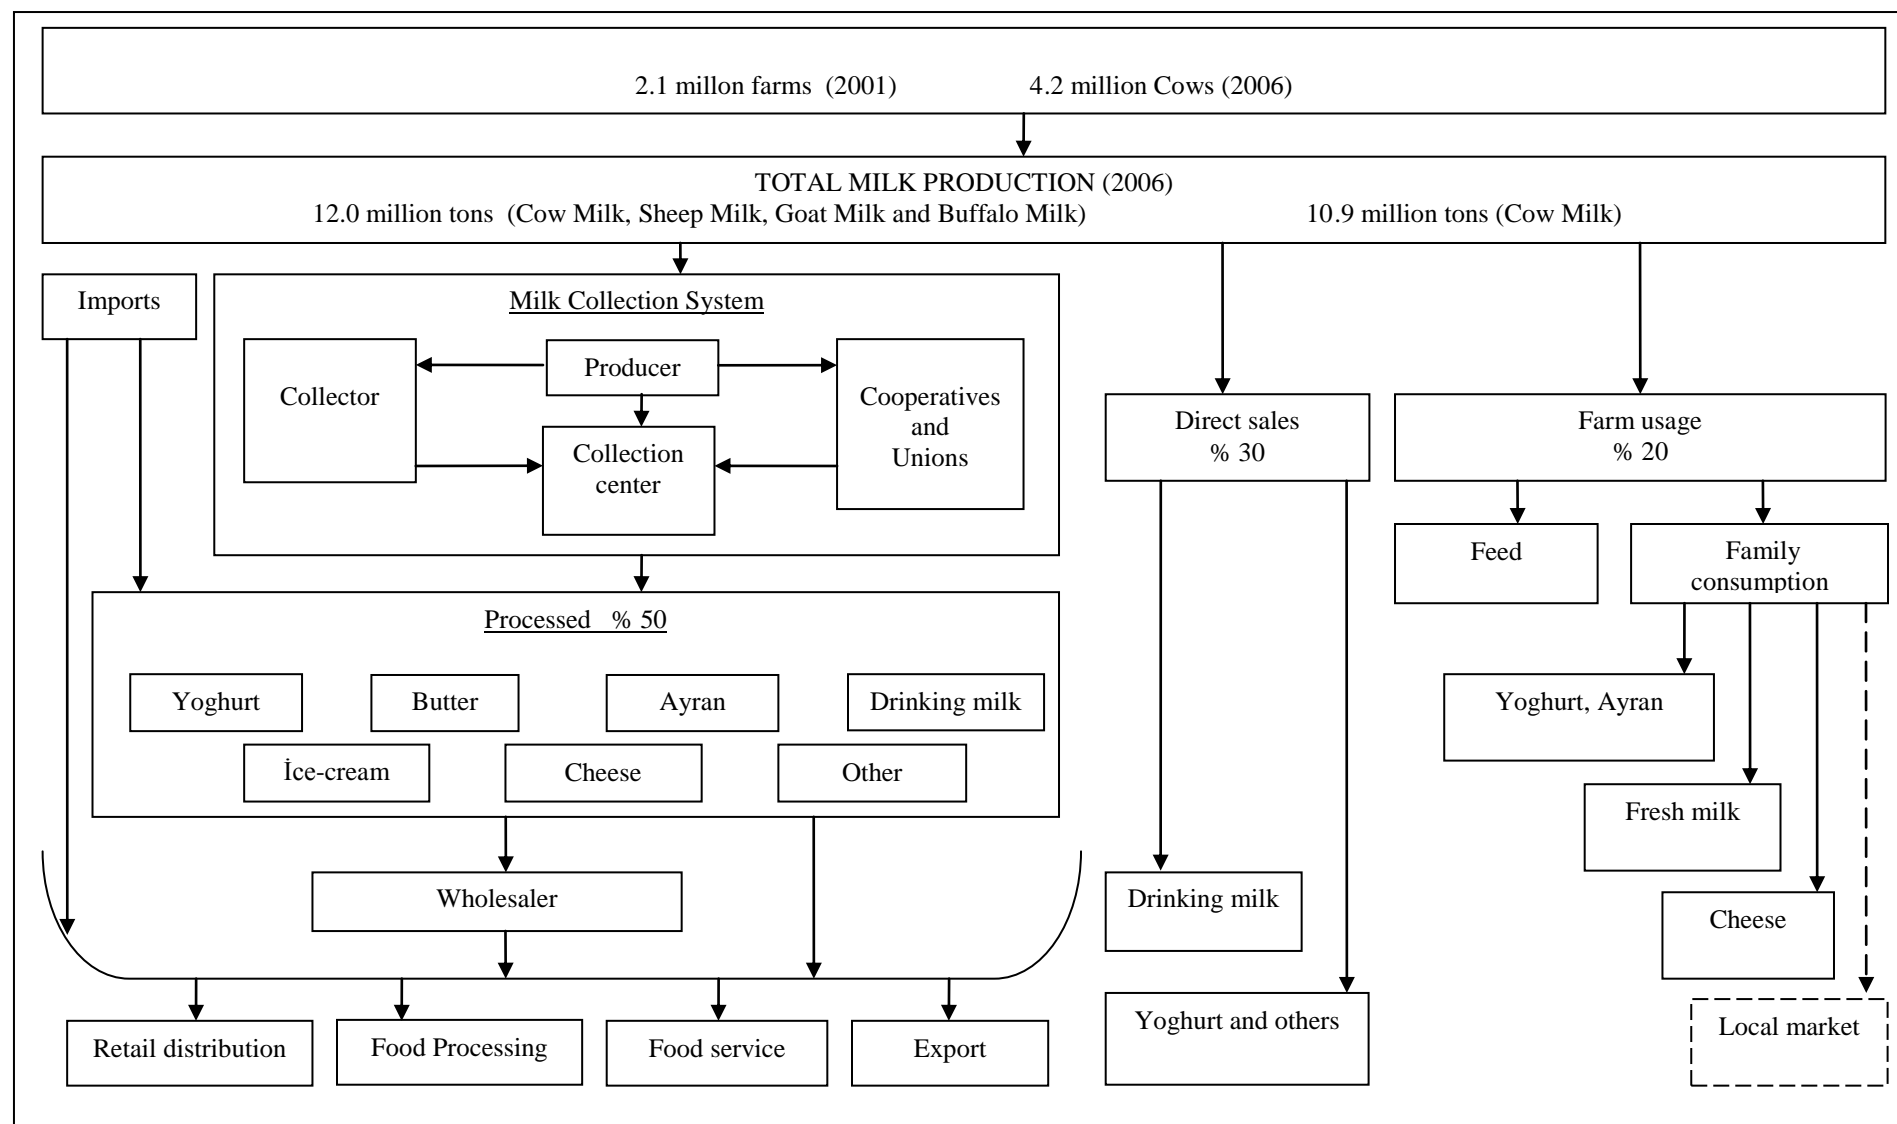 2.1 millon farms (2001) 4.2 million Cows (2006)
TOTAL MILK PRODUCTION (2006)
12.0 million tons (Cow Milk, Sheep Milk, Goat Milk and Buffalo Milk) 10.9 million tons (Cow Milk)
Imports
Milk Collection System
Collector
Producer
Cooperatives
and
Unions
Collection
center
Direct sales
% 30
Farm usage
% 20
Feed
Family
consumption
Processed % 50
Yoghurt
Butter
Ayran
Drinking milk
İce-cream
Cheese
Other
Yoghurt, Ayran
Fresh milk
Wholesaler
Drinking milk
Cheese
Retail distribution
Food Processing
Food service
Export
Yoghurt and others
Local market